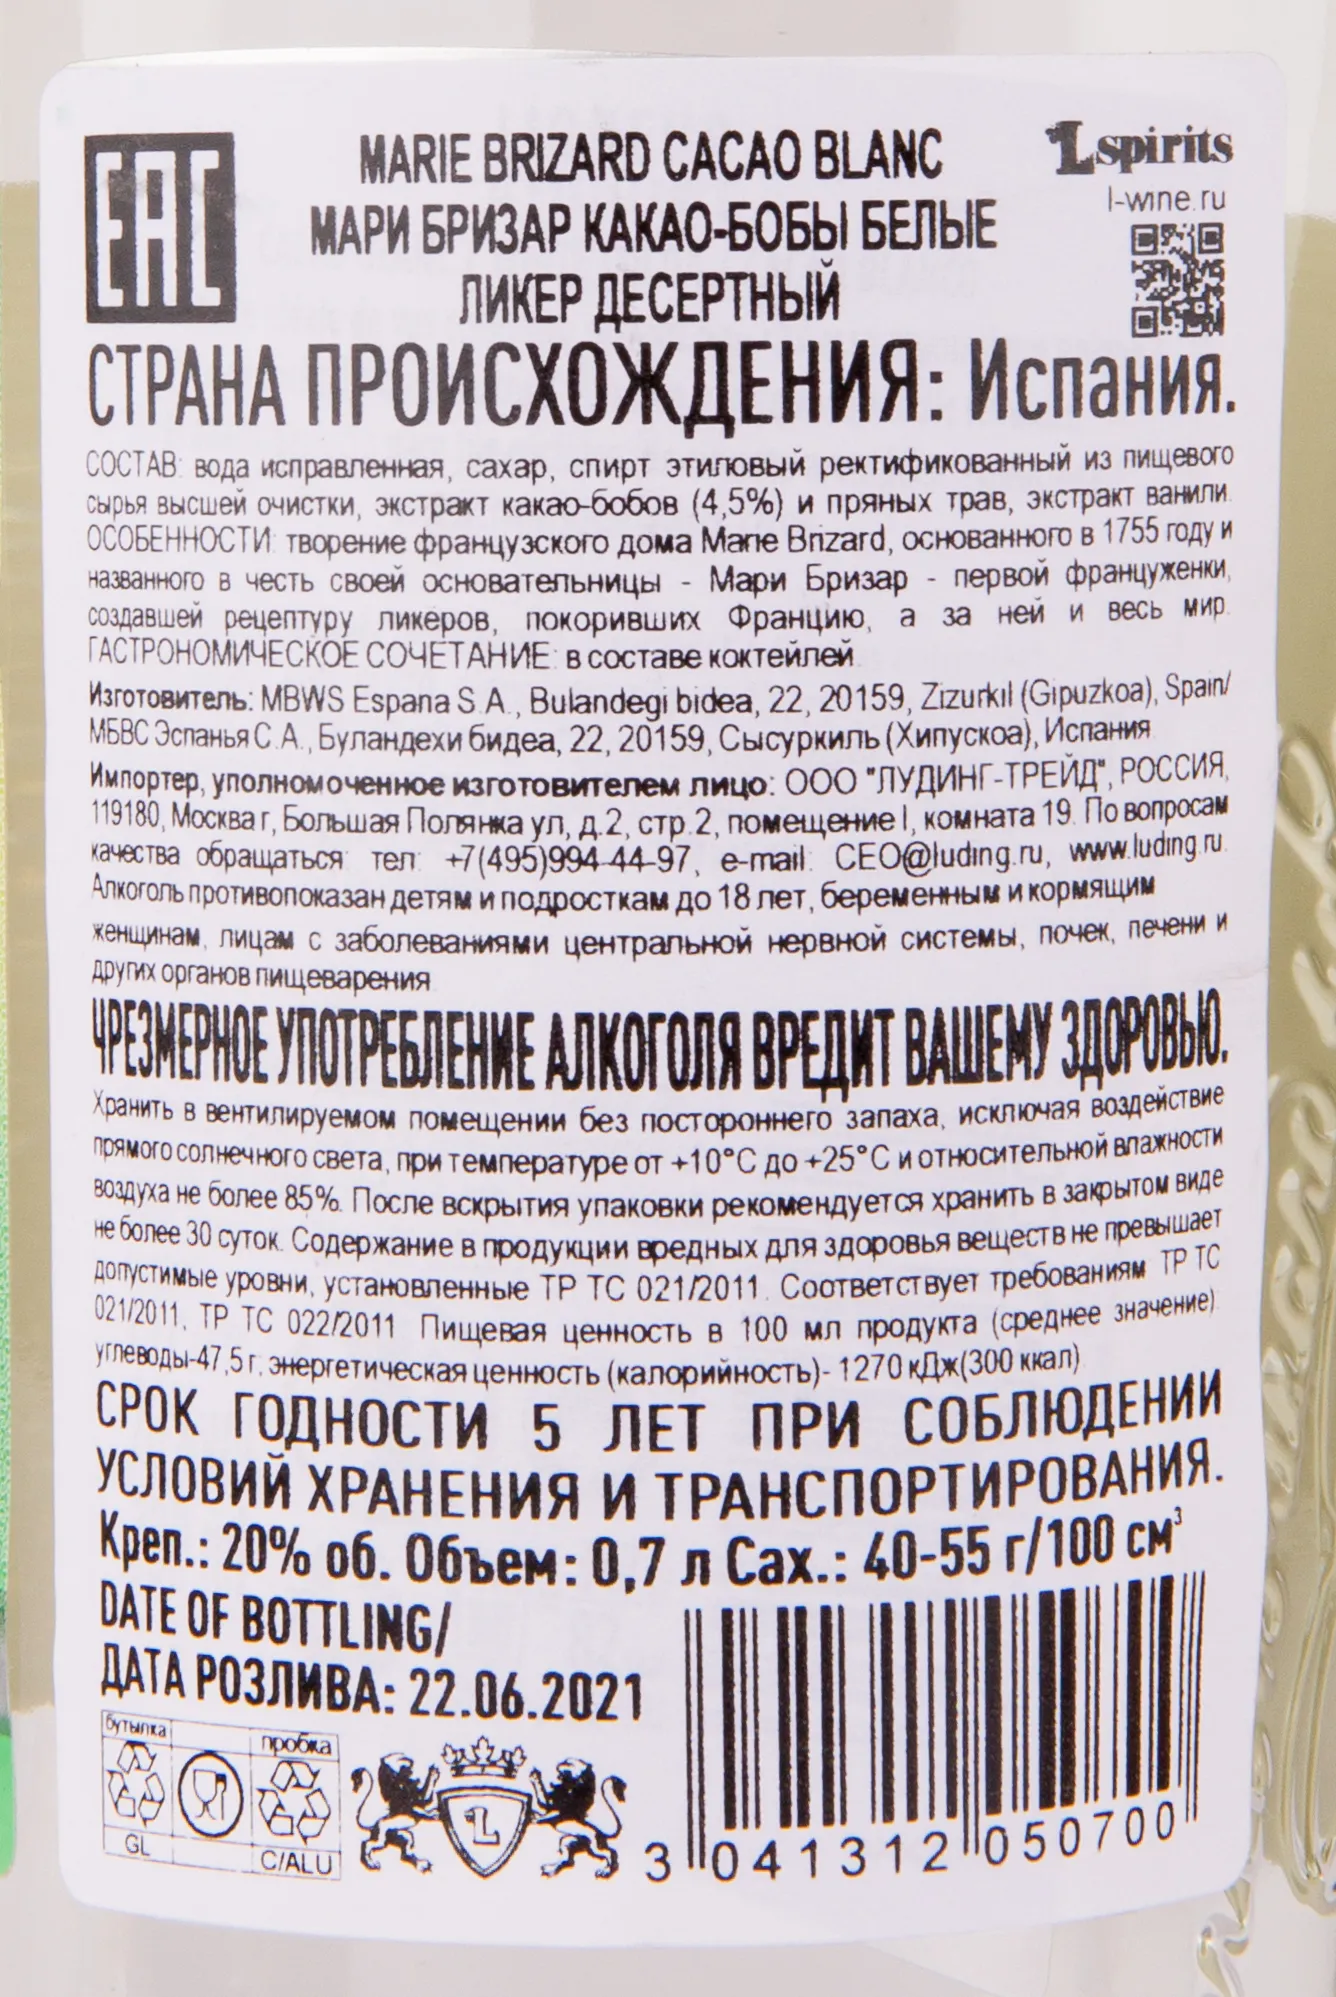 EAC
MARIE BRIZARD CACAO BLANC
МАРИ БРИЗАР КАКАО-БОБЫ БЕЛЫЕ
ЛИКЕР ДЕСЕРТНЫЙ
Lspirits
l-wine.ru
СТРАНА ПРОИСХОЖДЕНИЯ: Испания.
СОСТАВ: вода исправленная, сахар, спирт этиловый ректификованный из пищевого
сырья высшей очистки, экстракт какао-бобов (4,5%) и пряных трав, экстракт ванили.
ОСОБЕННОСТИ: творение французского дома Marie Brizard, основанного в 1755 году и
названного в честь своей основательницы - Мари Бризар - первой француженки,
создавшей рецептуру ликеров, покоривших Францию, а за ней и весь мир.
ГАСТРОНОМИЧЕСКОЕ СОЧЕТАНИЕ: в составе коктейлей
Изготовитель: MBWS Espana S.A., Bulandegi bidea, 22, 20159, Zizurkil (Gipuzkoa), Spain/
МБВС Эспанья С.А., Буландехи бидеа, 22, 20159, Сысуркиль (Хипускоа), Испания
Импортер, уполномоченное изготовителем лицо: ООО "ЛУДИНГ-ТРЕЙД", РОССИЯ,
119180, Москва г, Большая Полянка ул, д.2, стр.2, помещение I, комната 19. По вопросам
качества обращаться: тел: +7(495)994-44-97, e-mail: CEO@luding.ru, www.luding.ru.
Алкоголь противопоказан детям и подросткам до 18 лет, беременным и кормящим
женщинам, лицам с заболеваниями центральной нервной системы, почек, печени и
других органов пищеварения
ЧРЕЗМЕРНОЕ УПОТРЕБЛЕНИЕ АЛКОГОЛЯ ВРЕДИТ ВАШЕМУ ЗДОРОВЬЮ.
Хранить в вентилируемом помещении без постороннего запаха, исключая воздействие
прямого солнечного света, при температуре от +10°С до +25°С и относительной влажности
воздуха не более 85%. После вскрытия упаковки рекомендуется хранить в закрытом виде
не более 30 суток. Содержание в продукции вредных для здоровья веществ не превышает
допустимые уровни, установленные ТР ТС 021/2011. Соответствует требованиям ТР ТС
021/2011, ТР ТС 022/2011. Пищевая ценность в 100 мл продукта (среднее значение):
углеводы-47,5 г; энергетическая ценность (калорийность)- 1270 кДж(300 ккал)
СРОК ГОДНОСТИ 5 ЛЕТ ПРИ СОБЛЮДЕНИИ
УСЛОВИЙ ХРАНЕНИЯ И ТРАНСПОРТИРОВАНИЯ.
Креп.: 20% об. Объем: 0,7 л Сах.: 40-55 г/100 см³
DATE OF BOTTLING/
ДАТА РОЗЛИВА: 22.06.2021
бутылка
пробка
GL
C/ALU
L
3 041312 050700